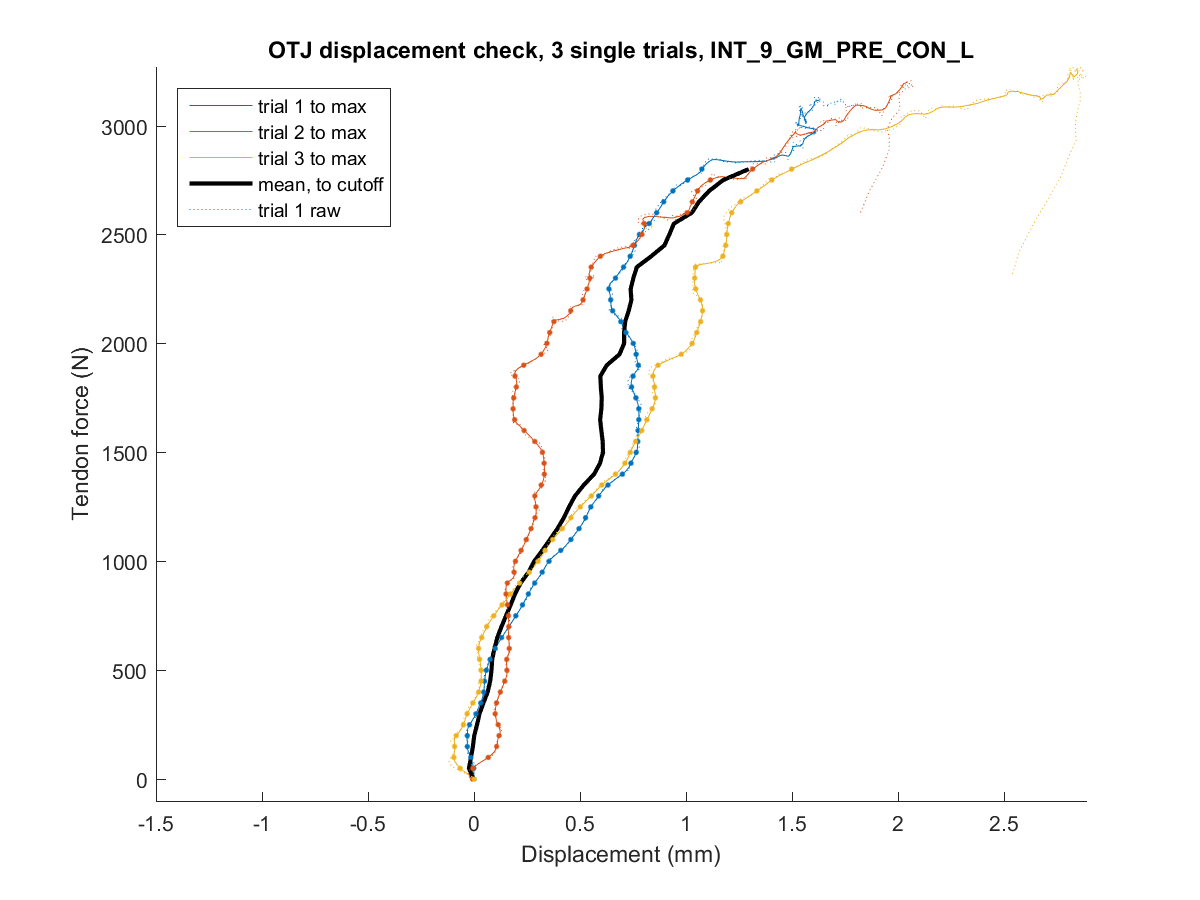 OTJ displacement check, 3 single trials, INT_9_GM_PRE_CON_L
trial 1 to max
trial 2 to max
trial 3 to max
mean, to cutoff
trial 1 raw
3000
2500
2000
1500
1000
500
0
Tendon force (N)
-1.5 -1 -0.5 0 0.5 1 1.5 2 2.5
Displacement (mm)